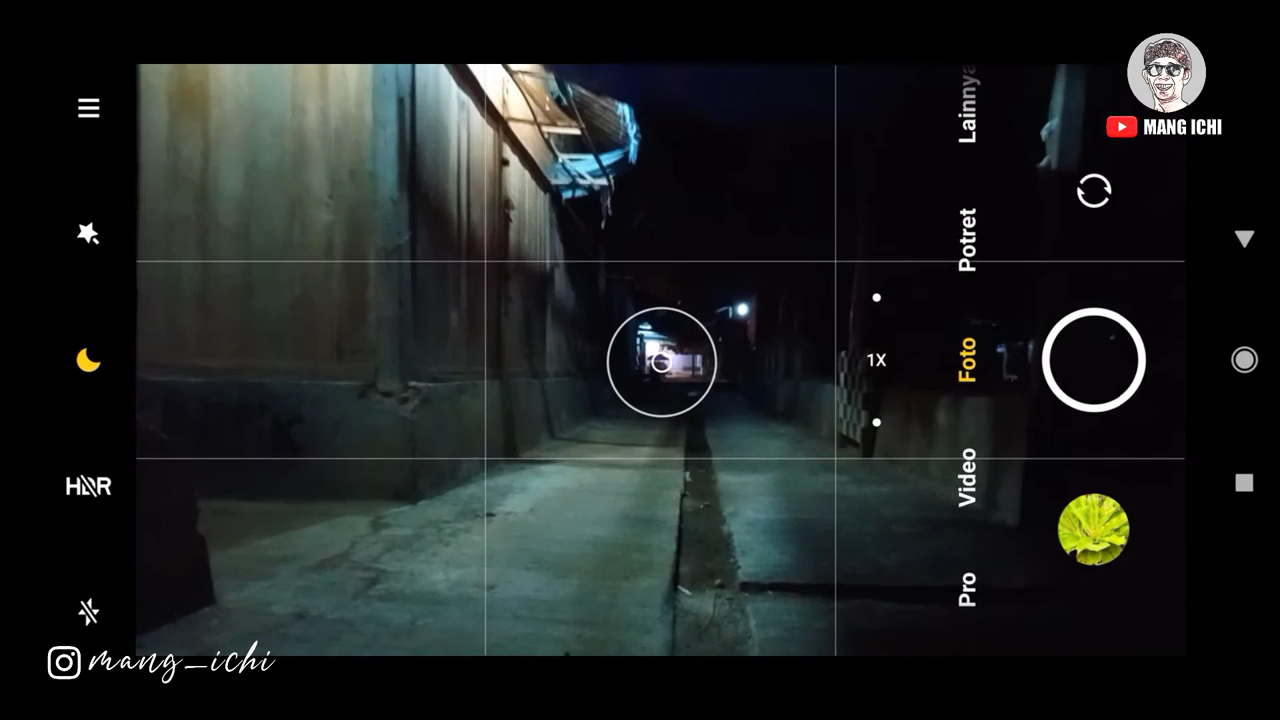 MANG ICHI
Lainnya
Potret
1X
Foto
Video
HDR
Pro
mang_ichi